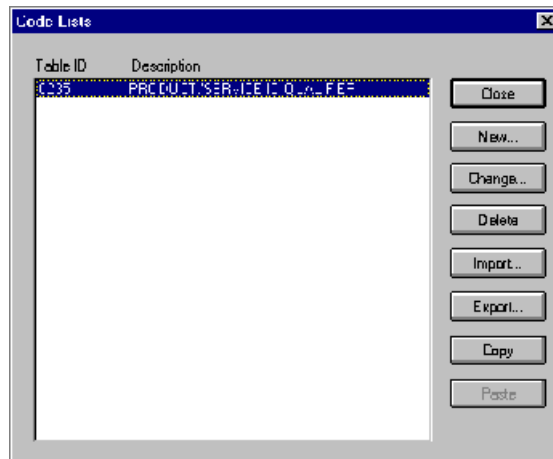 Code Lists
Table ID Description
0235 PRODUCT/SERVICE ID QUALIFIER
Close
New...
Change...
Delete
Import...
Export...
Copy
Paste